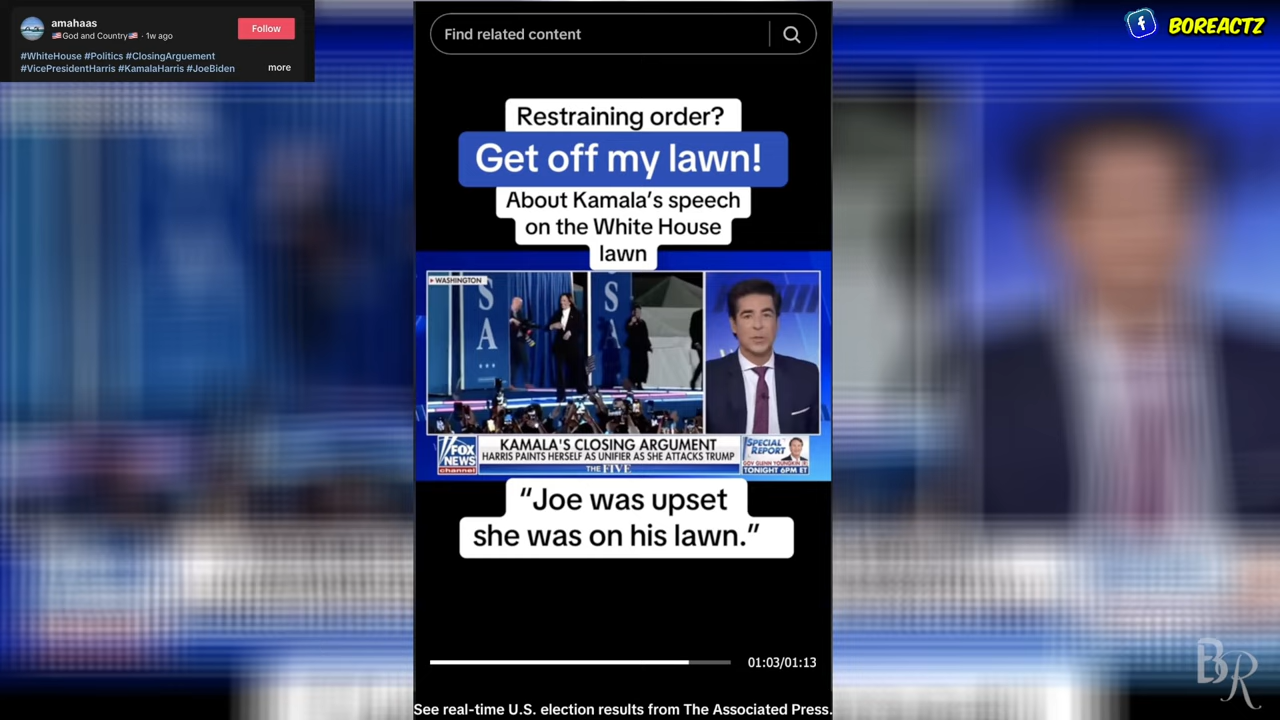 amahaas
🇺🇸God and Country🇺🇸 · 1w ago
Follow
#WhiteHouse #Politics #ClosingArguement
#VicePresidentHarris #KamalaHarris #JoeBiden
more
Find related content
BOREACTZ
Restraining order?
Get off my lawn!
About Kamala's speech
on the White House
lawn
WASHINGTON
S
A
S
A
KAMALA'S CLOSING ARGUMENT
HARRIS PAINTS HERSELF AS UNIFIER AS SHE ATTACKS TRUMP
THE FIVE
FOX
NEWS
channel
SPECIAL
REPORT
GOV GLENN YOUNGKIN
TONIGHT 6PM ET
“Joe was upset
she was on his lawn.”
01:03/01:13
See real-time U.S. election results from The Associated Press.
BR